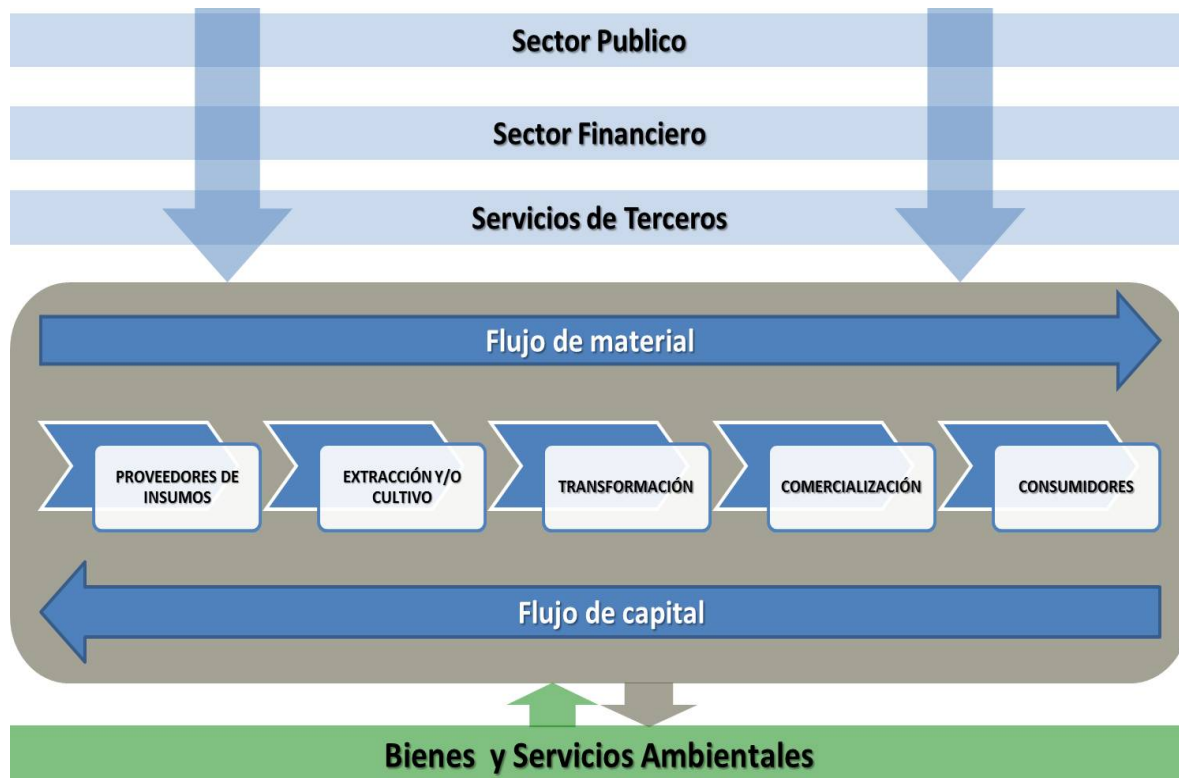 Sector Publico
Sector Financiero
Servicios de Terceros
Flujo de material
PROVEEDORES DE
INSUMOS
EXTRACCIÓN Y/O
CULTIVO
TRANSFORMACIÓN
COMERCIALIZACIÓN
CONSUMIDORES
Flujo de capital
Bienes y Servicios Ambientales